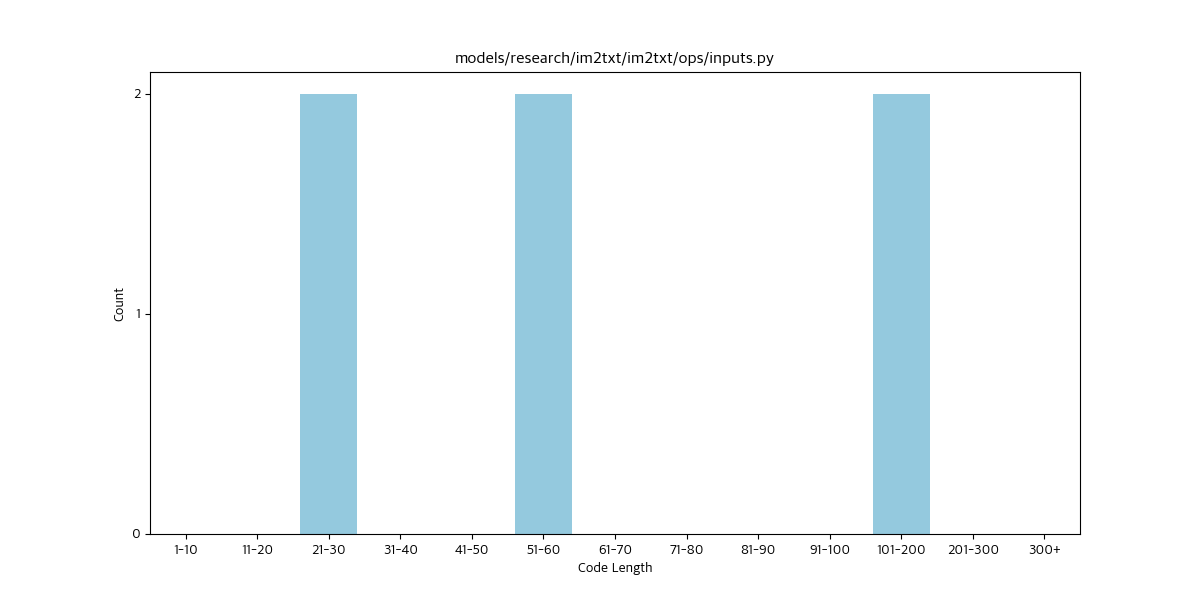 models/research/im2txt/im2txt/ops/inputs.py
2
1
0
Count
1-10 11-20 21-30 31-40 41-50 51-60 61-70 71-80 81-90 91-100 101-200 201-300 300+
Code Length